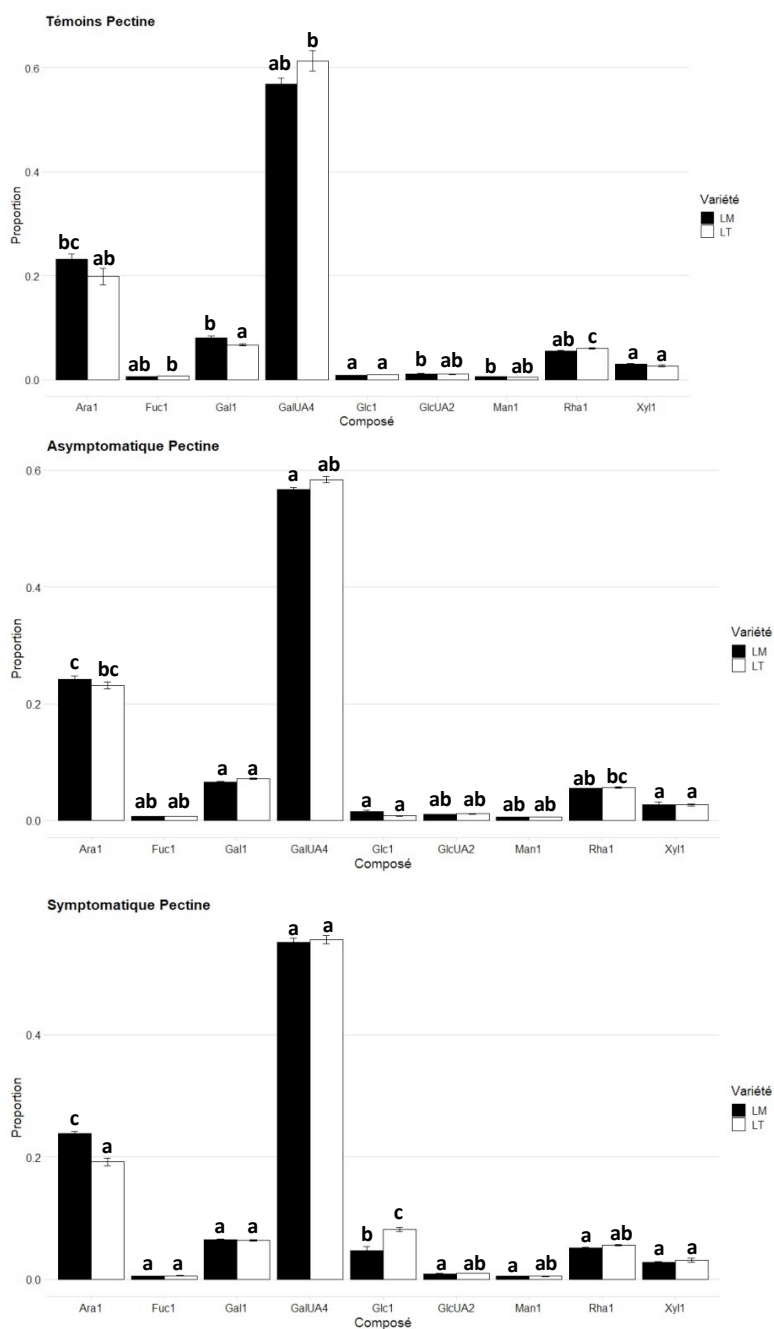 Témoins Pectine
b
ab
0.6
0.4
Proportion
Variété
LM
LT
bc
ab
0.2
b
a
ab
b
a
a
b
ab
b
ab
ab
c
a
a
0.0
Ara1 Fuc1 Gal1 GalUA4 Glc1 GlcUA2 Man1 Rha1 Xyl1
Composé
Asymptomatique Pectine
0.6
a
ab
0.4
Proportion
Variété
LM
LT
c
bc
0.2
ab ab
a a
a a
ab ab
ab ab
ab bc
a a
0.0
Ara1 Fuc1 Gal1 GalUA4 Glc1 GlcUA2 Man1 Rha1 Xyl1
Composé
Symptomatique Pectine
a a
0.4
Proportion
Variété
LM
LT
c
a
0.2
a a
a a
b
c
a ab
a ab
a ab
a a
0.0
Ara1 Fuc1 Gal1 GalUA4 Glc1 GlcUA2 Man1 Rha1 Xyl1
Composé